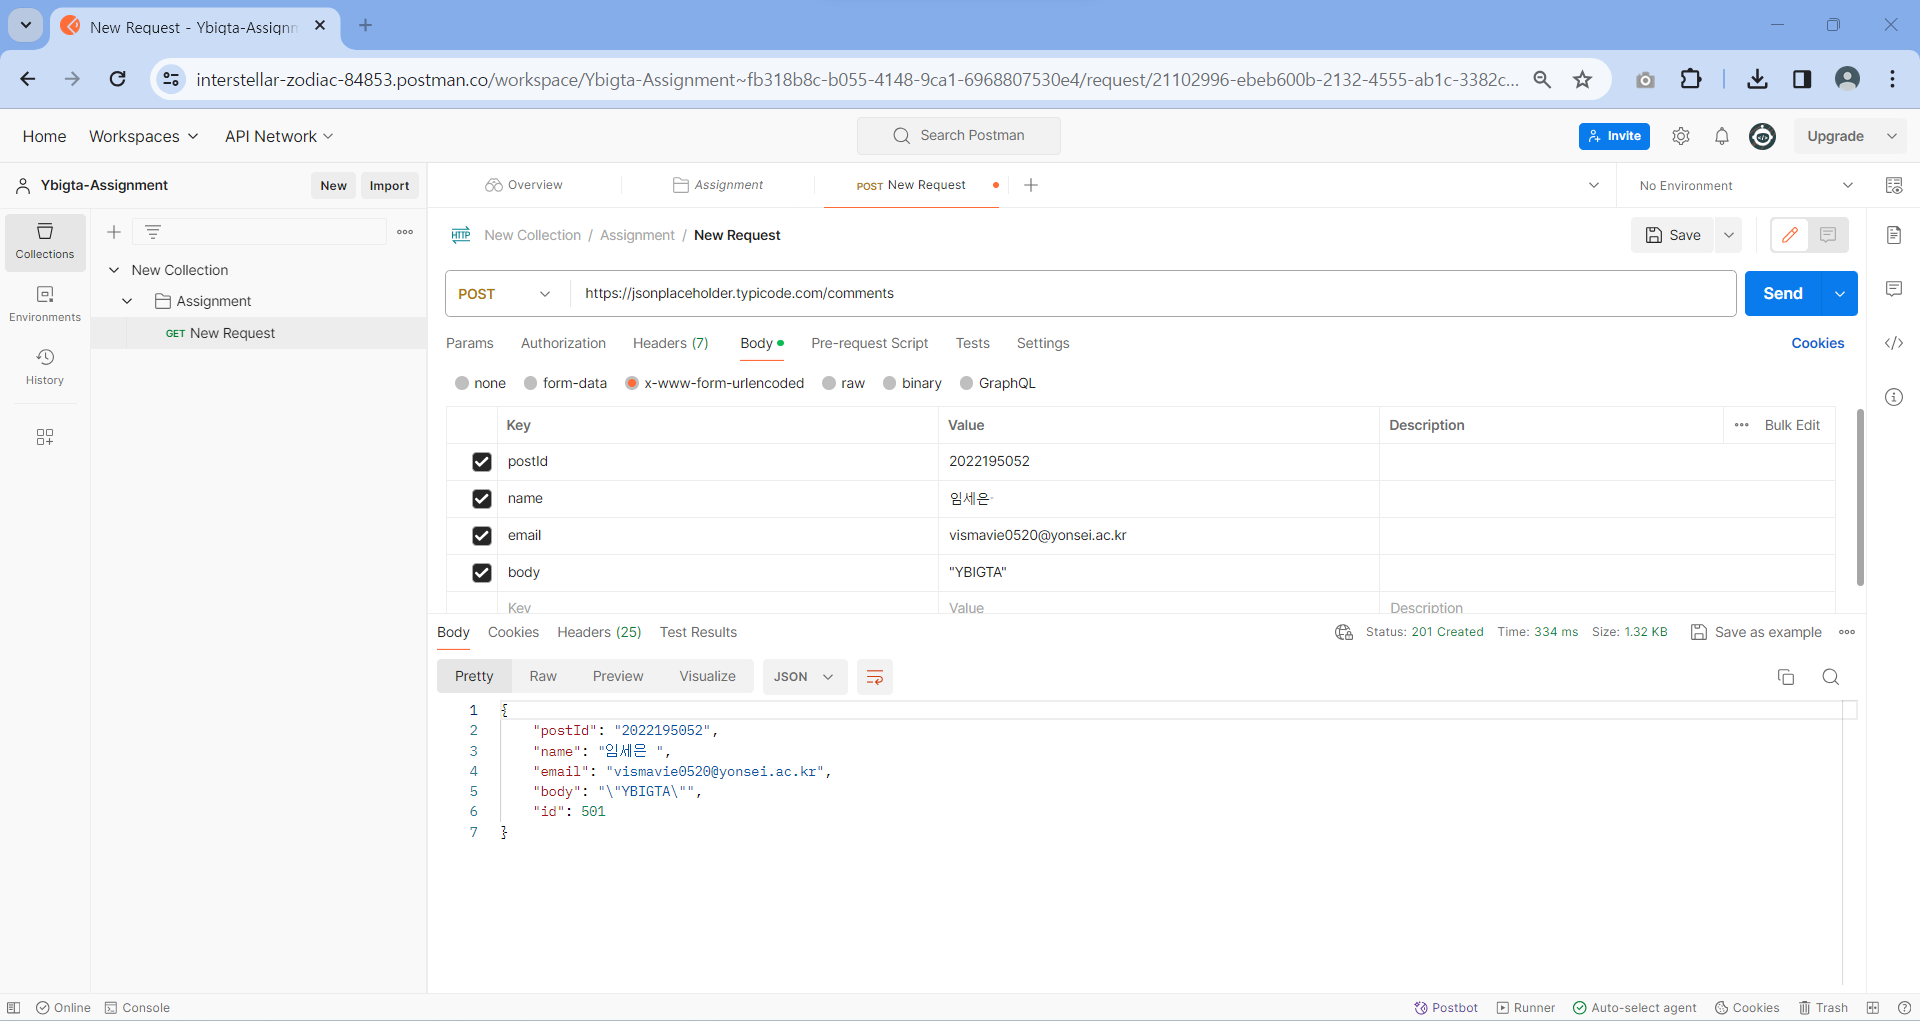 New Request - Ybigta-Assignm
interstellar-zodiac-84853.postman.co/workspace/Ybigta-Assignment~fb318b8c-b055-4148-9ca1-6968807530e4/request/21102996-ebeb600b-2132-4555-ab1c-3382c...
Home Workspaces API Network Search Postman Invite Upgrade
Ybigta-Assignment New Import Overview Assignment POST New Request No Environment
Collections
Environments
History
New Collection
Assignment
GET New Request
HTTP New Collection / Assignment / New Request Save
POST https://jsonplaceholder.typicode.com/comments Send
Params Authorization Headers (7) Body Pre-request Script Tests Settings Cookies
none form-data x-www-form-urlencoded raw binary GraphQL
Key Value Description Bulk Edit
postId 2022195052
name 임세은
email vismavie0520@yonsei.ac.kr
body "YBIGTA"
Key Value Description
Body Cookies Headers (25) Test Results Status: 201 Created Time: 334 ms Size: 1.32 KB Save as example
Pretty Raw Preview Visualize JSON
1 {
2 "postId": "2022195052",
3 "name": "임세은 ",
4 "email": "vismavie0520@yonsei.ac.kr",
5 "body": "\"YBIGTA\"",
6 "id": 501
7 }
Online Console Postbot Runner Auto-select agent Cookies Trash